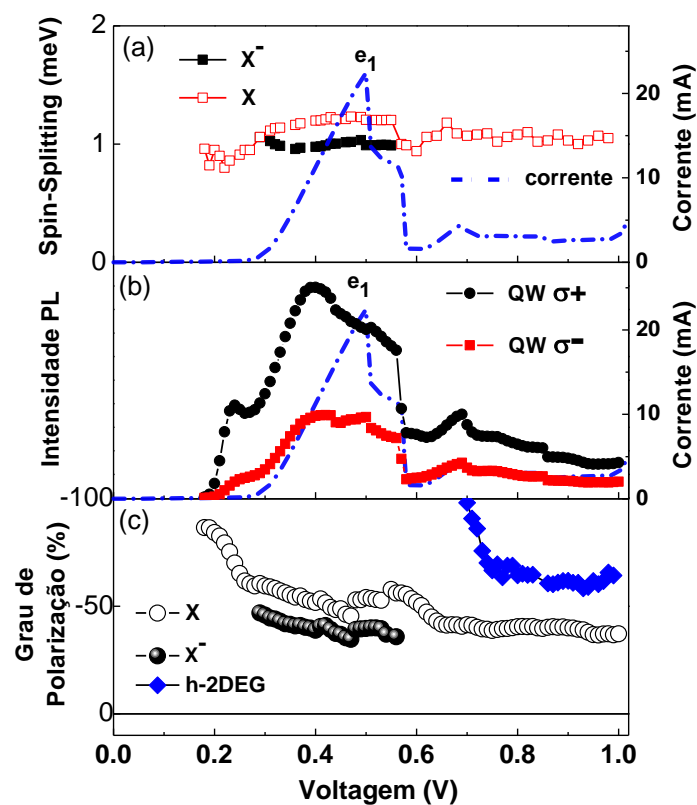 (a)
X⁻
X
e₁
corrente
Spin-Splitting (meV)
2
1
0
Corrente (mA)
20
10
0
(b)
e₁
QW σ+
QW σ−
Intensidade PL
Corrente (mA)
20
10
0
(c)
-100
-50
0
Grau de
Polarização (%)
X
X⁻
h-2DEG
0.0
0.2
0.4
0.6
0.8
1.0
Voltagem (V)